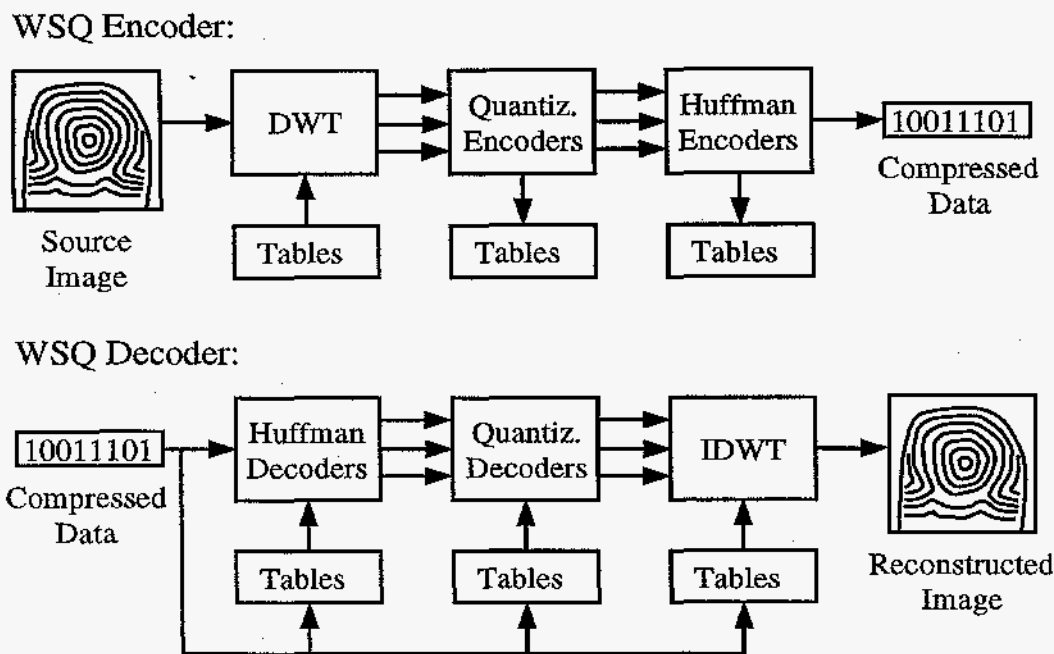 WSQ Encoder:
DWT
Quantiz.
Encoders
Huffman
Encoders
10011101
Compressed
Data
Source
Image
Tables
Tables
Tables
WSQ Decoder:
10011101
Compressed
Data
Huffman
Decoders
Quantiz.
Decoders
IDWT
Tables
Tables
Tables
Reconstructed
Image